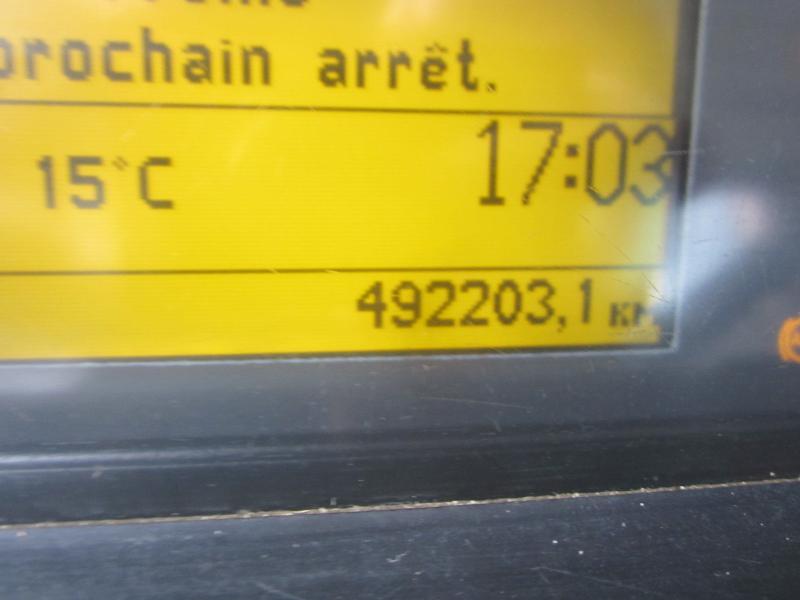 prochain arrêt.
15°C 17:03
492203,1 km